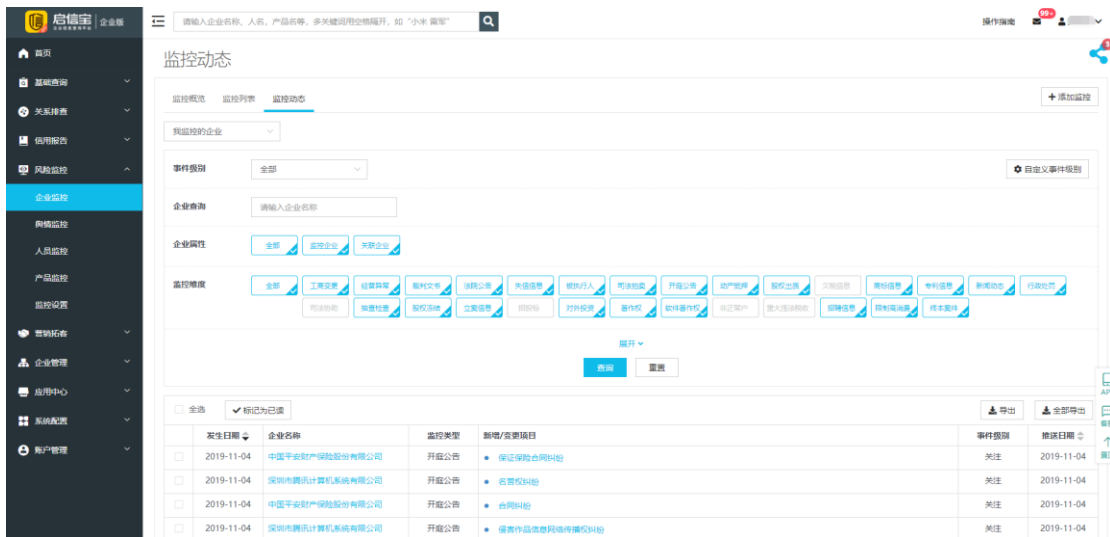 启信宝 企业版 请输入企业名称、人名、产品名等，多关键词用空格隔开，如 "小米 雷军" 操作指南 99+
首页
监控动态
基础查询
监控概览 监控列表 监控动态 +添加监控
关系排查
我监控的企业
信用报告
风险监控
事件级别 全部 自定义事件级别
企业监控
企业查询 请输入企业名称
舆情监控
企业属性 全部 监控企业 关联企业
人员监控
产品监控
监控维度 全部 工商变更 经营异常 裁判文书 法院公告 失信信息 被执行人 司法拍卖 开庭公告 动产抵押 股权出质 欠税信息 商标信息 专利信息 新闻动态 行政处罚
监控设置
司法协助 抽查检查 股权冻结 立案信息 招投标 对外投资 著作权 软件著作权 非正常户 重大违法税收 招聘信息 限制高消费 终本案件
营销拓客
展开
企业管理
查询 重置
应用中心
全选 标记为已读 导出 全部导出
系统配置
发生日期 企业名称 监控类型 新增/变更项目 事件级别 推送日期
账户管理
2019-11-04 中国平安财产保险股份有限公司 开庭公告 • 保证保险合同纠纷 关注 2019-11-04
2019-11-04 深圳市腾讯计算机系统有限公司 开庭公告 • 名誉权纠纷 关注 2019-11-04
2019-11-04 中国平安财产保险股份有限公司 开庭公告 • 合同纠纷 关注 2019-11-04
2019-11-04 深圳市腾讯计算机系统有限公司 开庭公告 • 侵害作品信息网络传播权纠纷 关注 2019-11-04